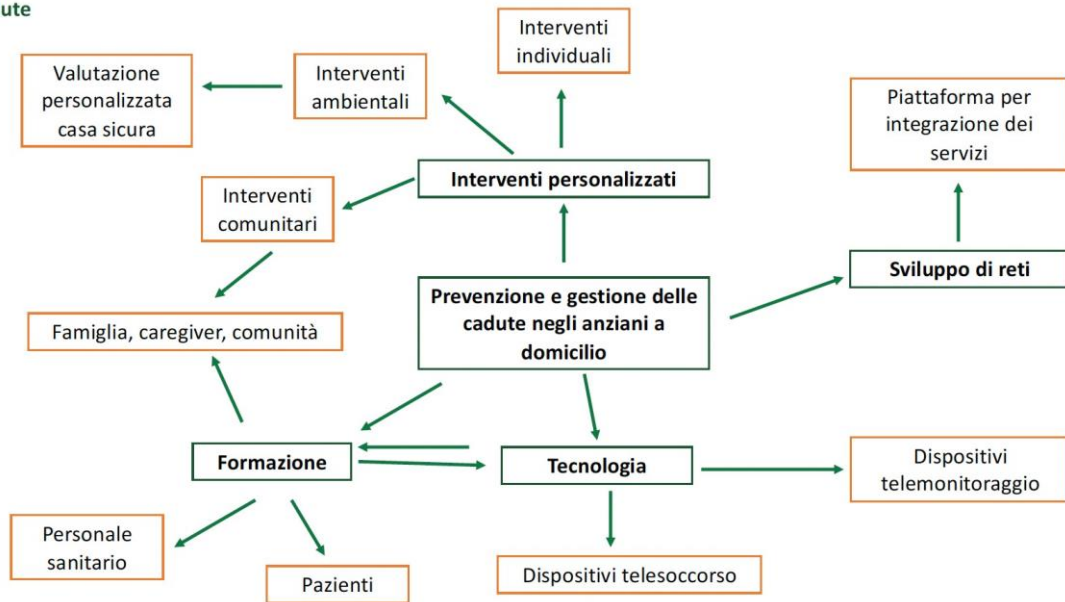 ute
Interventi
individuali
Valutazione
personalizzata
casa sicura
Interventi
ambientali
Piattaforma per
integrazione dei
servizi
Interventi personalizzati
Interventi
comunitari
Sviluppo di reti
Prevenzione e gestione delle
cadute negli anziani a
domicilio
Famiglia, caregiver, comunità
Formazione
Tecnologia
Dispositivi
telemonitoraggio
Personale
sanitario
Pazienti
Dispositivi telesoccorso